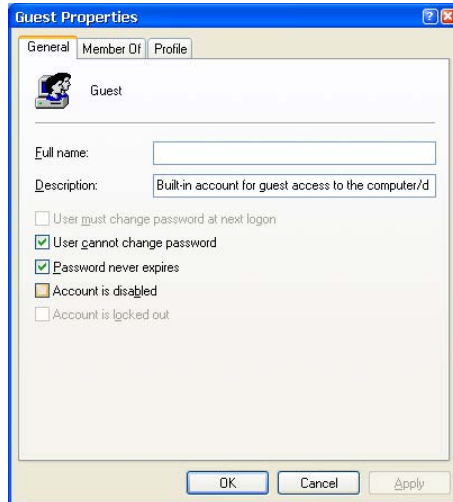 Guest Properties
General Member Of Profile
Guest
Full name:
Description: Built-in account for guest access to the computer/d
User must change password at next logon
User cannot change password
Password never expires
Account is disabled
Account is locked out
OK Cancel Apply